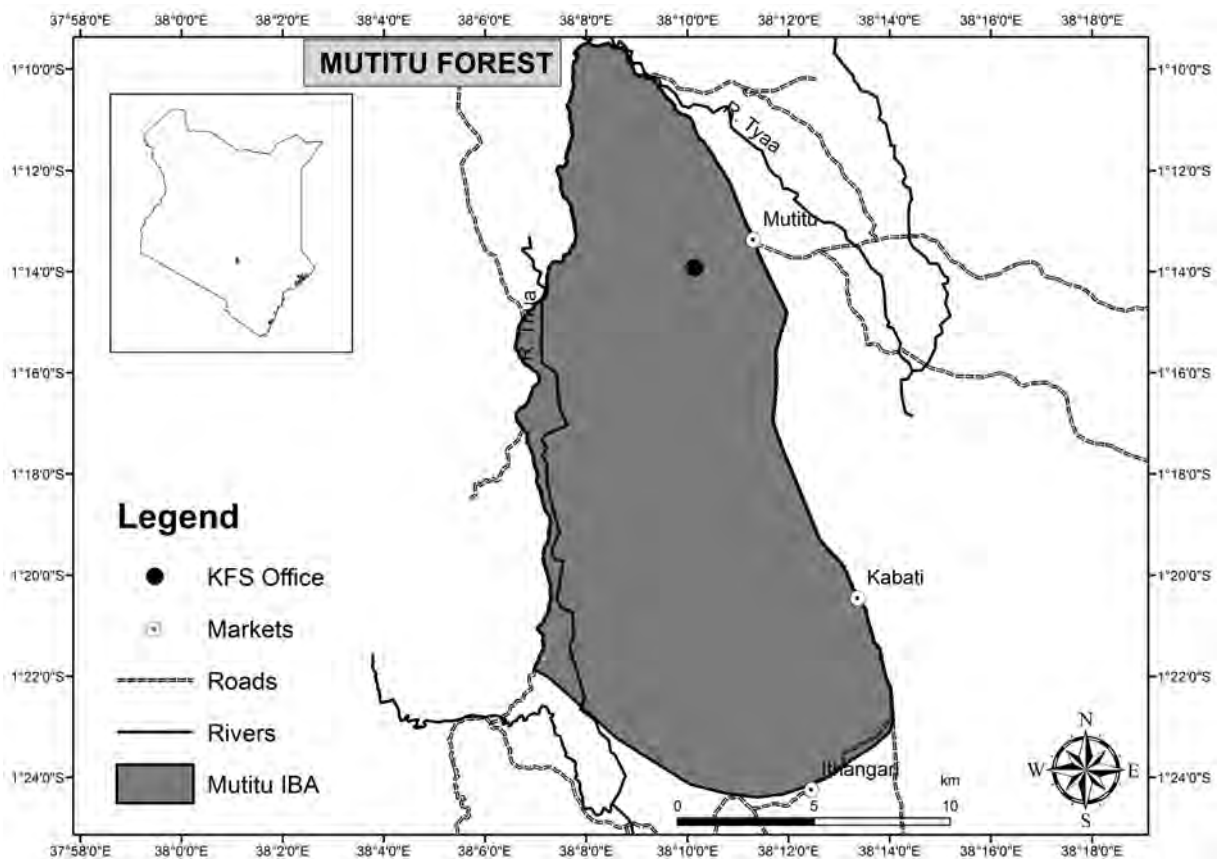 37°58'0"E 38°0'0"E 38°2'0"E 38°4'0"E 38°6'0"E 38°8'0"E 38°10'0"E 38°12'0"E 38°14'0"E 38°16'0"E 38°18'0"E
MUTITU FOREST
1°10'0"S 1°10'0"S
R. Tyaa
1°12'0"S 1°12'0"S
Mutitu
1°14'0"S 1°14'0"S
R.
1°16'0"S 1°16'0"S
1°18'0"S 1°18'0"S
Legend
KFS Office
1°20'0"S 1°20'0"S
Kabati
Markets
Roads
1°22'0"S 1°22'0"S
Rivers
N
W E
S
Mutitu IBA
1°24'0"S 1°24'0"S
Ithangari
km
0 5 10
37°58'0"E 38°0'0"E 38°2'0"E 38°4'0"E 38°6'0"E 38°8'0"E 38°10'0"E 38°12'0"E 38°14'0"E 38°16'0"E 38°18'0"E